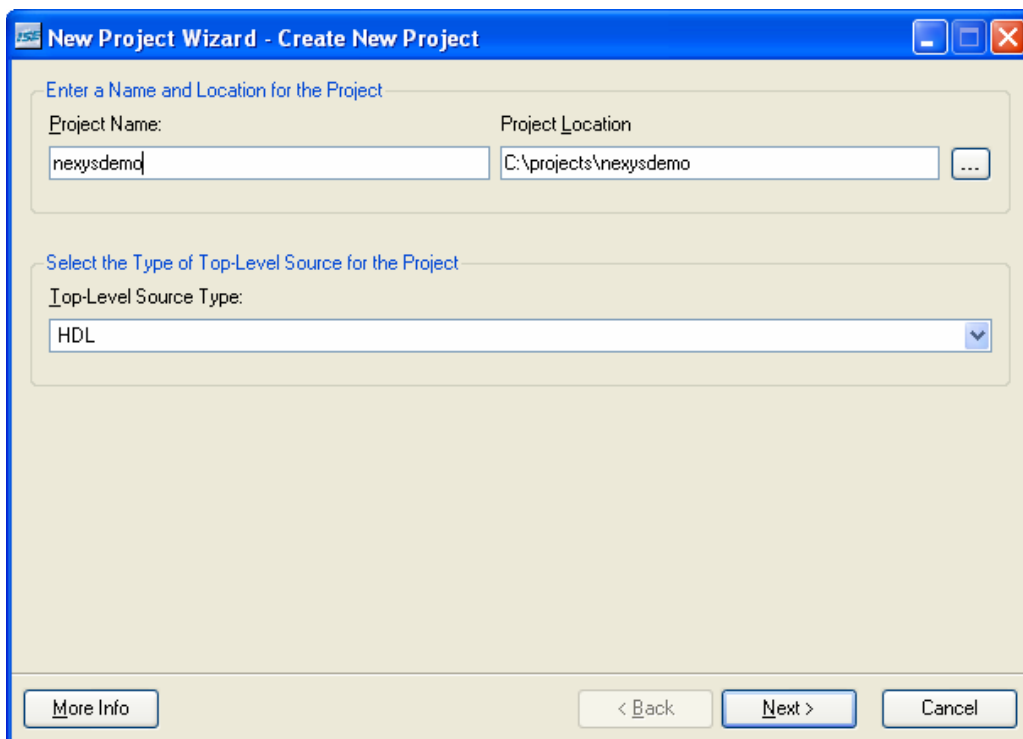 ISE New Project Wizard - Create New Project
Enter a Name and Location for the Project
Project Name: Project Location
nexysdemo C:\projects\nexysdemo ...
Select the Type of Top-Level Source for the Project
Top-Level Source Type:
HDL
More Info < Back Next > Cancel